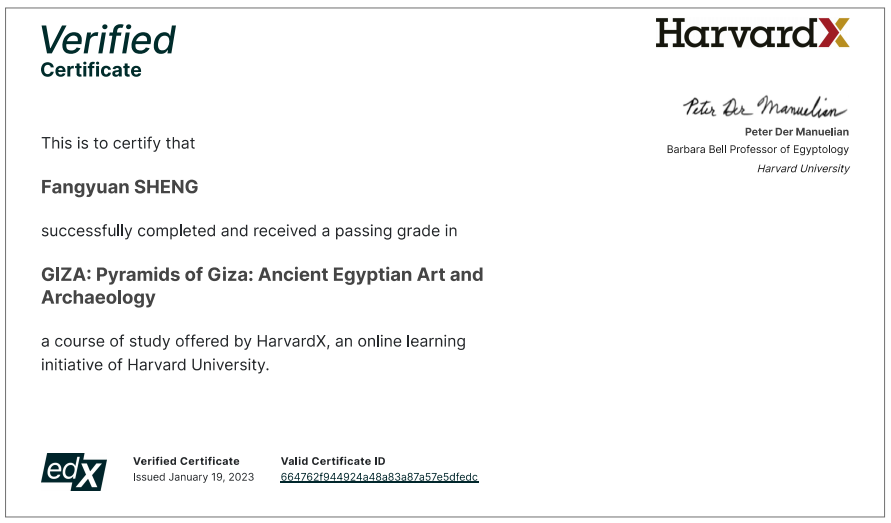 Verified
Certificate
HarvardX
Peter Der Manuelian
Peter Der Manuelian
Barbara Bell Professor of Egyptology
Harvard University
This is to certify that
Fangyuan SHENG
successfully completed and received a passing grade in
GIZA: Pyramids of Giza: Ancient Egyptian Art and
Archaeology
a course of study offered by HarvardX, an online learning
initiative of Harvard University.
edX
Verified Certificate
Issued January 19, 2023
Valid Certificate ID
664762f944924a48a83a87a57e5dfedc